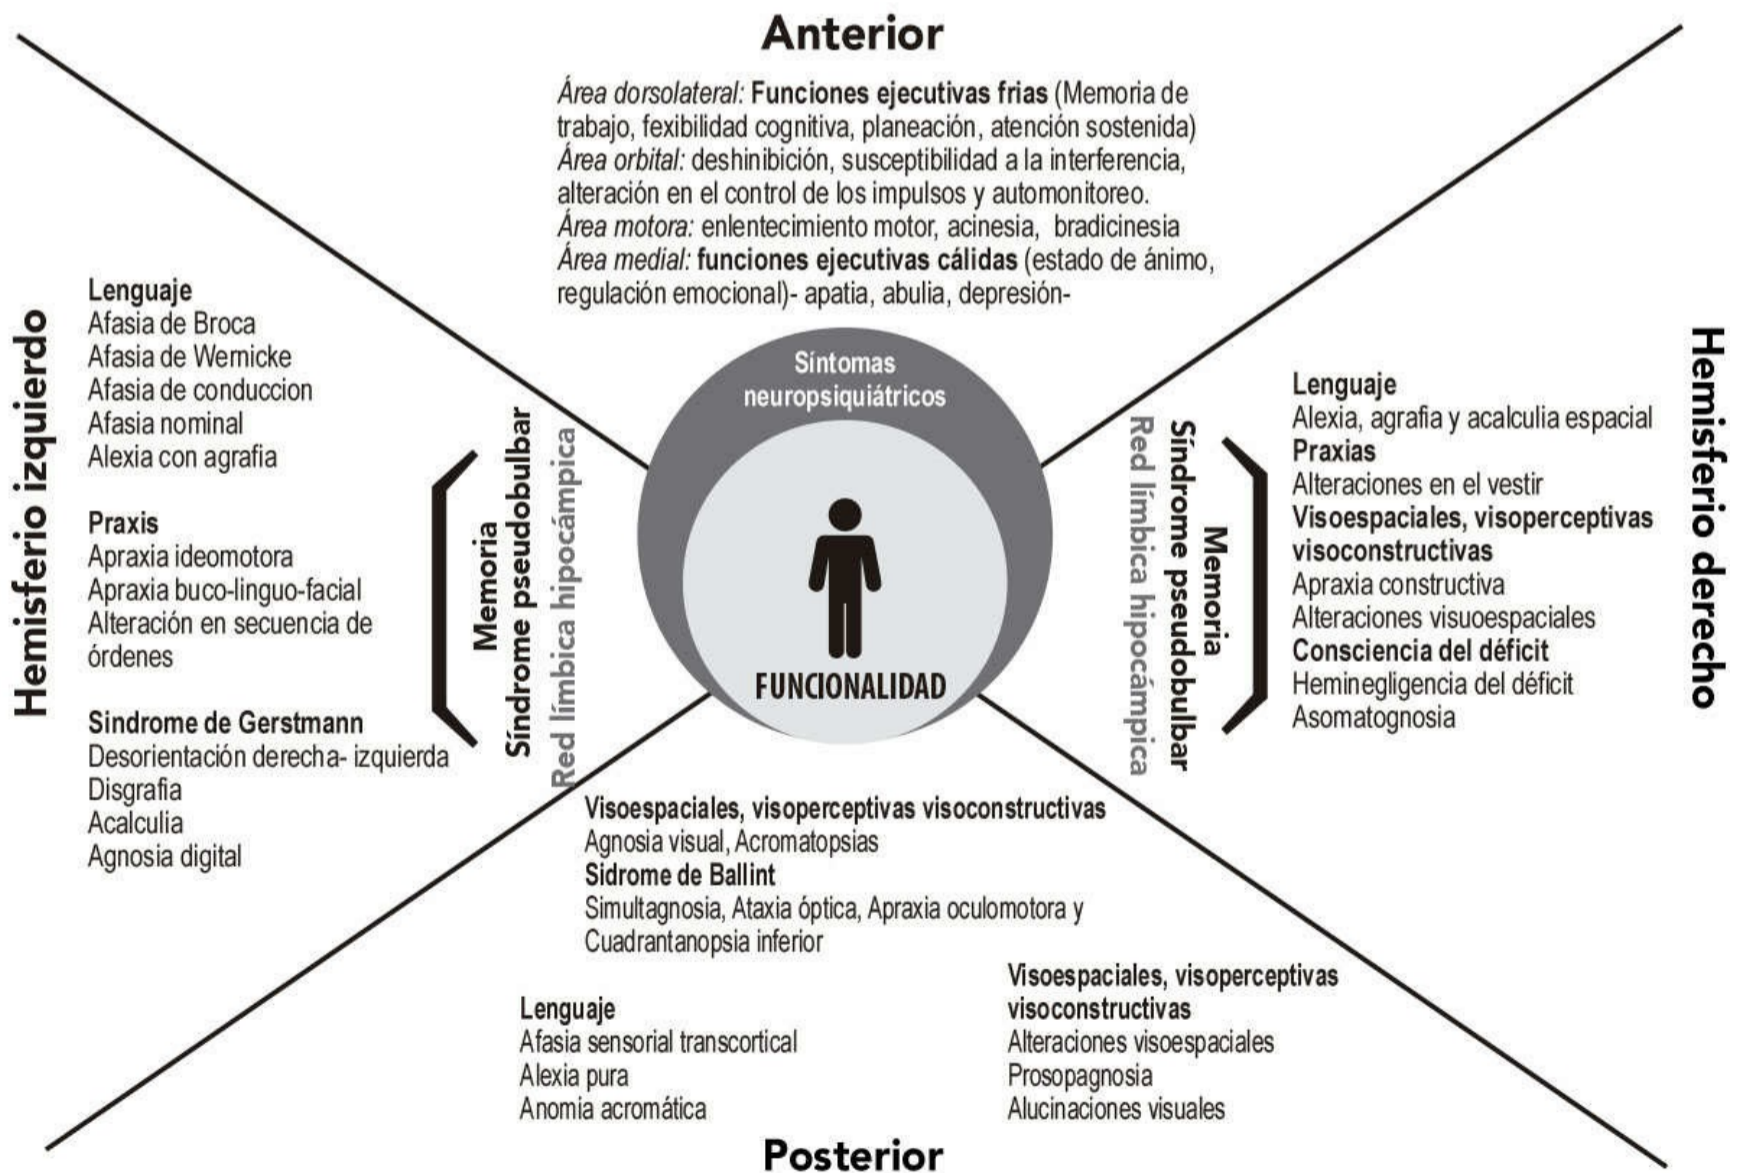 Anterior
Área dorsolateral: Funciones ejecutivas frias (Memoria de
trabajo, fexibilidad cognitiva, planeación, atención sostenida)
Área orbital: deshinibición, susceptibilidad a la interferencia,
alteración en el control de los impulsos y automonitoreo.
Área motora: enlentecimiento motor, acinesia, bradicinesia
Área medial: funciones ejecutivas cálidas (estado de ánimo,
regulación emocional)- apatia, abulia, depresión-
Hemisferio izquierdo
Lenguaje
Afasia de Broca
Afasia de Wernicke
Afasia de conduccion
Afasia nominal
Alexia con agrafia
Praxis
Apraxia ideomotora
Apraxia buco-linguo-facial
Alteración en secuencia de
órdenes
Sindrome de Gerstmann
Desorientación derecha- izquierda
Disgrafia
Acalculia
Agnosia digital
Memoria
Síndrome pseudobulbar
Red límbica hipocámpica
Síntomas
neuropsiquiátricos
FUNCIONALIDAD
Red límbica hipocámpica
Síndrome pseudobulbar
Memoria
Lenguaje
Alexia, agrafia y acalculia espacial
Praxias
Alteraciones en el vestir
Visoespaciales, visoperceptivas
visoconstructivas
Apraxia constructiva
Alteraciones visuoespaciales
Consciencia del déficit
Heminegligencia del déficit
Asomatognosia
Hemisferio derecho
Visoespaciales, visoperceptivas visoconstructivas
Agnosia visual, Acromatopsias
Sidrome de Ballint
Simultagnosia, Ataxia óptica, Apraxia oculomotora y
Cuadrantanopsia inferior
Lenguaje
Afasia sensorial transcortical
Alexia pura
Anomia acromática
Visoespaciales, visoperceptivas
visoconstructivas
Alteraciones visoespaciales
Prosopagnosia
Alucinaciones visuales
Posterior